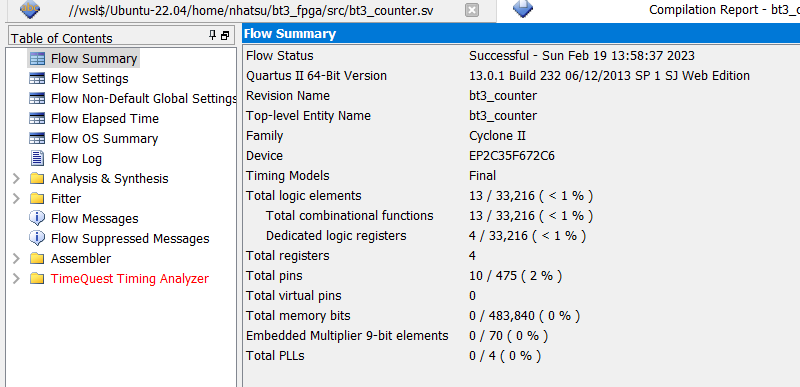 //wsl$/Ubuntu-22.04/home/nhatsu/bt3_fpga/src/bt3_counter.sv
Compilation Report - bt3_c
Table of Contents
Flow Summary
Flow Settings
Flow Non-Default Global Settings
Flow Elapsed Time
Flow OS Summary
Flow Log
Analysis & Synthesis
Fitter
Flow Messages
Flow Suppressed Messages
Assembler
TimeQuest Timing Analyzer
Flow Summary
Flow Status Successful - Sun Feb 19 13:58:37 2023
Quartus II 64-Bit Version 13.0.1 Build 232 06/12/2013 SP 1 SJ Web Edition
Revision Name bt3_counter
Top-level Entity Name bt3_counter
Family Cyclone II
Device EP2C35F672C6
Timing Models Final
Total logic elements 13 / 33,216 ( < 1 % )
Total combinational functions 13 / 33,216 ( < 1 % )
Dedicated logic registers 4 / 33,216 ( < 1 % )
Total registers 4
Total pins 10 / 475 ( 2 % )
Total virtual pins 0
Total memory bits 0 / 483,840 ( 0 % )
Embedded Multiplier 9-bit elements 0 / 70 ( 0 % )
Total PLLs 0 / 4 ( 0 % )